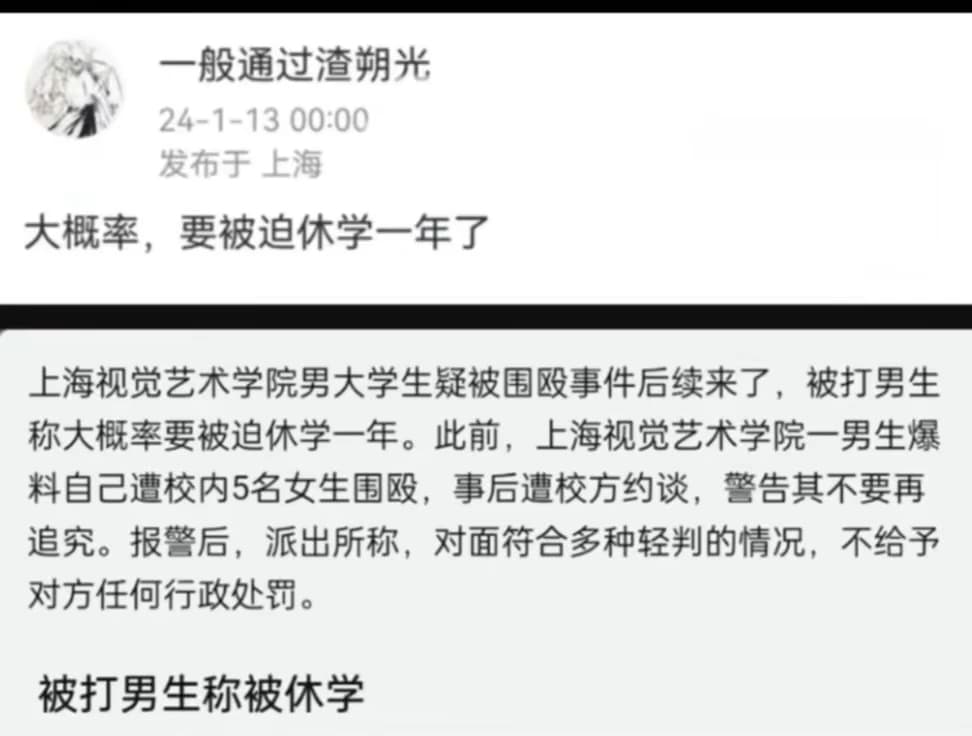 一般通过渣朔光
24-1-13 00:00
发布于 上海
大概率，要被迫休学一年了
上海视觉艺术学院男大学生疑被围殴事件后续来了，被打男生
称大概率要被迫休学一年。此前，上海视觉艺术学院一男生爆
料自己遭校内5名女生围殴，事后遭校方约谈，警告其不要再
追究。报警后，派出所称，对面符合多种轻判的情况，不给予
对方任何行政处罚。
被打男生称被休学